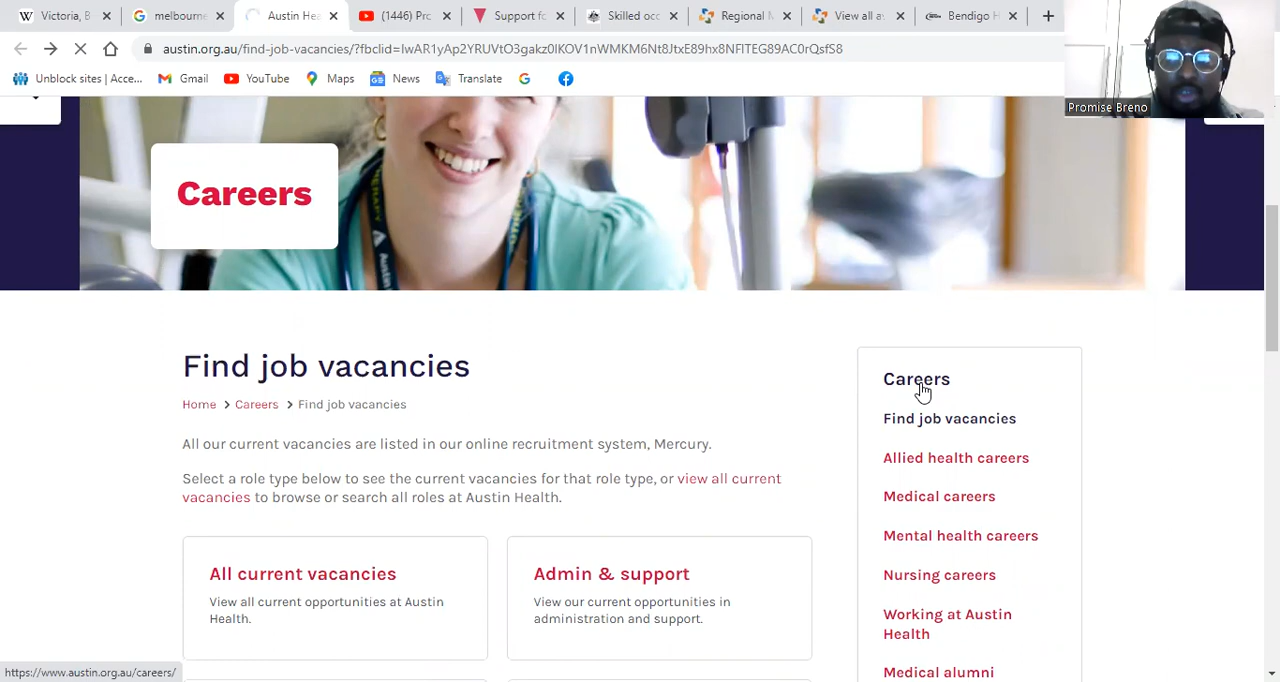 Victoria, B
melbourne
Austin Hea
(1446) Pro
Support fo
Skilled occ
Regional M
View all av
Bendigo H
austin.org.au/find-job-vacancies/?fbclid=IwAR1yAp2YRUVtO3gakz0lKOV1nWMKM6Nt8JtxE89hx8NFlTEG89ACDQsfS8
Unblock sites | Acce...
Gmail
YouTube
Maps
News
Translate
Promise Breno
Careers
Find job vacancies
Home > Careers > Find job vacancies
All our current vacancies are listed in our online recruitment system, Mercury.
Select a role type below to see the current vacancies for that role type, or view all current
vacancies to browse or search all roles at Austin Health.
All current vacancies
View all current opportunities at Austin
Health.
Admin & support
View our current opportunities in
administration and support.
Careers
Find job vacancies
Allied health careers
Medical careers
Mental health careers
Nursing careers
Working at Austin
Health
Medical alumni
https://www.austin.org.au/careers/